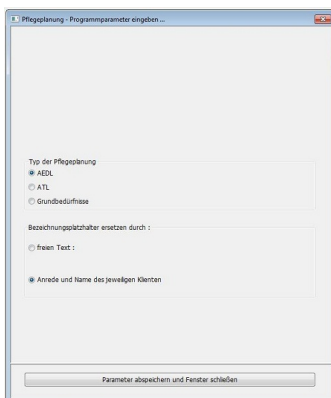 Pflegeplanung - Programmparameter eingeben ...
Typ der Pflegeplanung
AEDL
ATL
Grundbedürfnisse
Bezeichnungsplatzhalter ersetzen durch :
freien Text :
Anrede und Name des jeweiligen Klienten
Parameter abspeichern und Fenster schließen